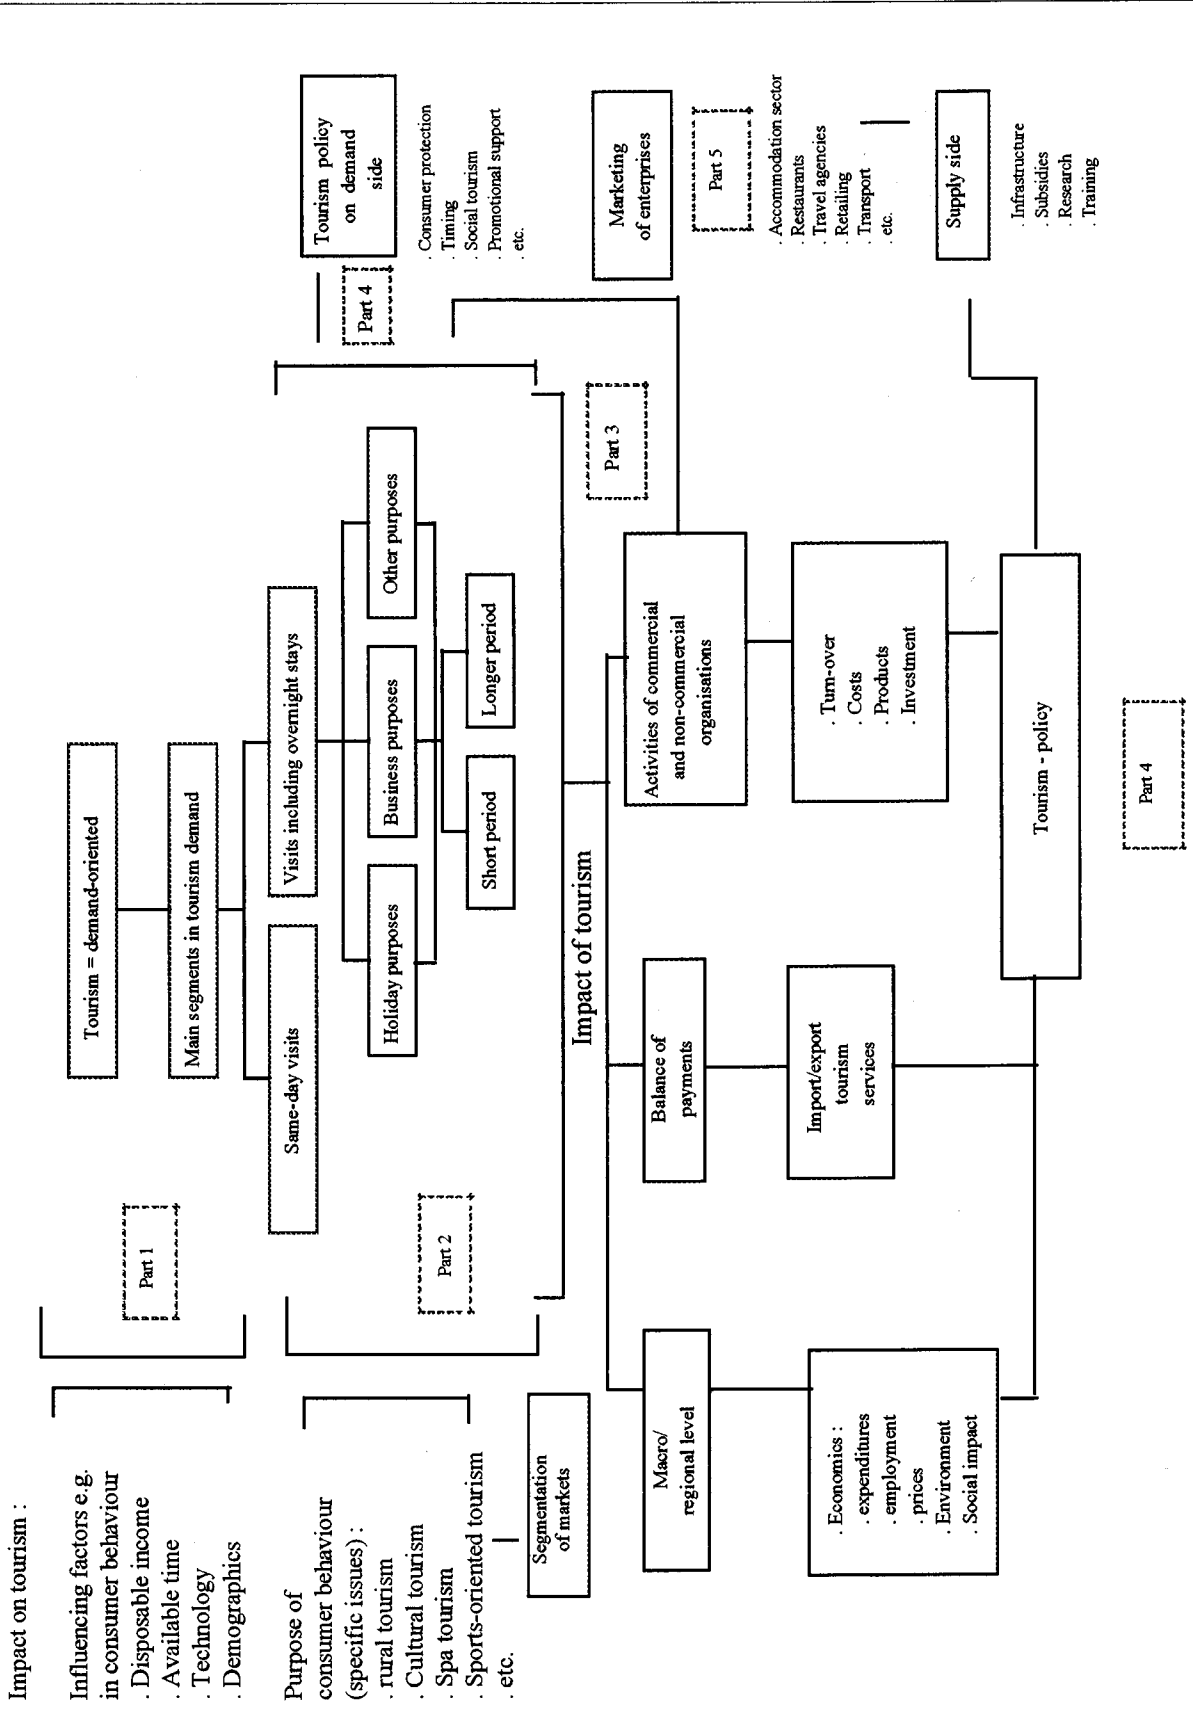 Impact on tourism :
Influencing factors e.g.
in consumer behaviour
. Disposable income
. Available time
. Technology
. Demographics
Part 1
Tourism = demand-oriented
Main segments in tourism demand
Same-day visits
Visits including overnight stays
Holiday purposes
Business purposes
Other purposes
Short period
Longer period
Purpose of
consumer behaviour
(specific issues) :
. rural tourism
. Cultural tourism
. Spa tourism
. Sports-oriented tourism
. etc.
Part 2
Segmentation
of markets
Part 4
Tourism policy
on demand
side
. Consumer protection
. Timing
. Social tourism
. Promotional support
. etc.
Impact of tourism
Part 3
Macro/
regional level
Balance of
payments
Activities of commercial
and non-commercial
organisations
Marketing
of enterprises
Part 5
. Accommodation sector
. Restaurants
. Travel agencies
. Retailing
. Transport
. etc.
. Economics :
. expenditures
. employment
. prices
. Environment
. Social impact
Import/export
tourism
services
. Turn-over
. Costs
. Products
. Investment
Supply side
. Infrastructure
. Subsidies
. Research
. Training
Tourism - policy
Part 4